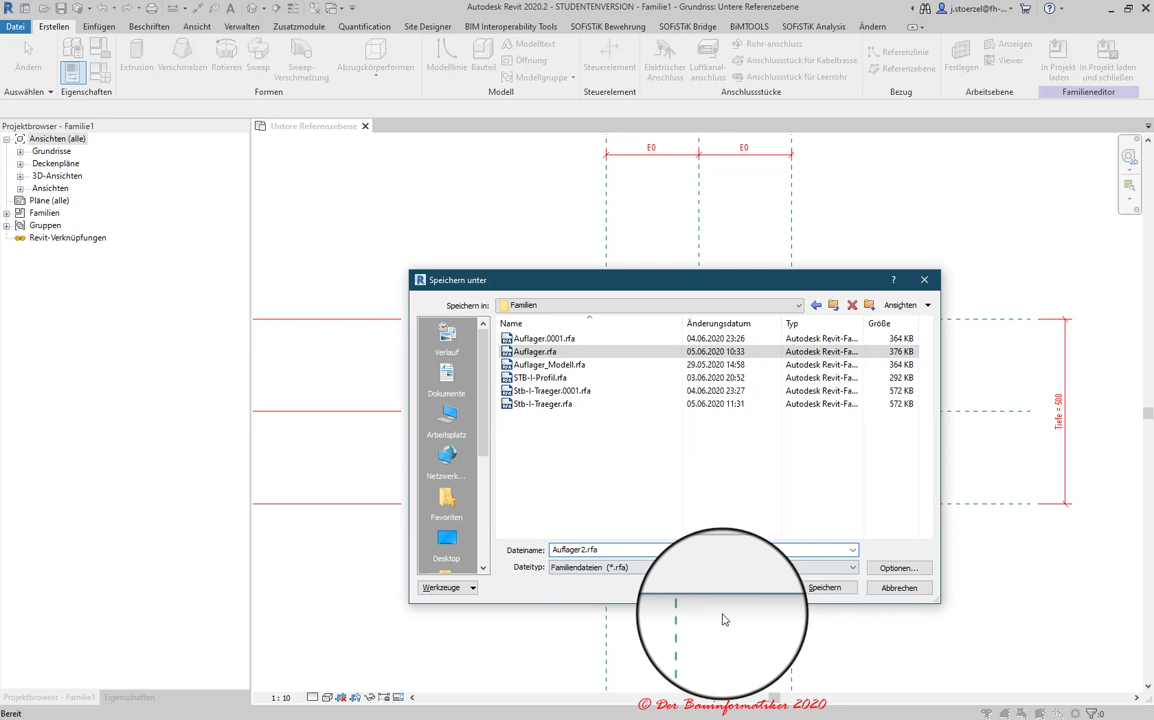 Autodesk Revit 2020.2 - STUDENTENVERSION - Familie1 - Grundriss: Untere Referenzebene
j.stoerzel@fh-...
Datei Erstellen Einfügen Beschriften Ansicht Verwalten Zusatzmodule Quantification Site Designer BIM Interoperability Tools SOFiSTiK Bewehrung SOFiSTiK Bridge BiMTOOLS SOFiSTiK Analysis Ändern
Ändern
Extrusion Verschmelzen Rotieren Sweep Sweep-Verschmelzung Abzugskörperformen
Modelllinie Bauteil Modelltext Öffnung Modellgruppe
Steuerelement
Elektrischer Anschluss Luftkanal-anschluss Rohr-anschluss Anschlussstück für Kabeltrasse Anschlussstück für Leerrohr
Referenzlinie Referenzebene
Festlegen Anzeigen Viewer
In Projekt laden In Projekt laden und schließen
Auswählen Eigenschaften Formen Modell Steuerelement Anschlussstücke Bezug Arbeitsebene Familieneditor
Projektbrowser - Familie1
Ansichten (alle)
Grundrisse
Deckenpläne
3D-Ansichten
Ansichten
Pläne (alle)
Familien
Gruppen
Revit-Verknüpfungen
Untere Referenzebene
EQ EQ
Tiefe = 500
Speichern unter
Speichern in: Familien Ansichten
Name Änderungsdatum Typ Größe
Auflager.0001.rfa 04.06.2020 23:26 Autodesk Revit-Fa... 364 KB
Auflager.rfa 05.06.2020 10:33 Autodesk Revit-Fa... 376 KB
Auflager_Modell.rfa 29.05.2020 14:58 Autodesk Revit-Fa... 364 KB
STB-I-Profil.rfa 03.06.2020 20:52 Autodesk Revit-Fa... 292 KB
Stb-I-Traeger.0001.rfa 04.06.2020 23:27 Autodesk Revit-Fa... 572 KB
Stb-I-Traeger.rfa 05.06.2020 11:31 Autodesk Revit-Fa... 572 KB
Verlauf
Dokumente
Arbeitsplatz
Netzwerk...
Favoriten
Desktop
Dateiname: Auflager2.rfa
Dateityp: Familiendateien (*.rfa) Optionen...
Werkzeuge Speichern Abbrechen
Projektbrowser - Familie1 Eigenschaften
1 : 10
© Der Bauinformatiker 2020
Bereit
:0